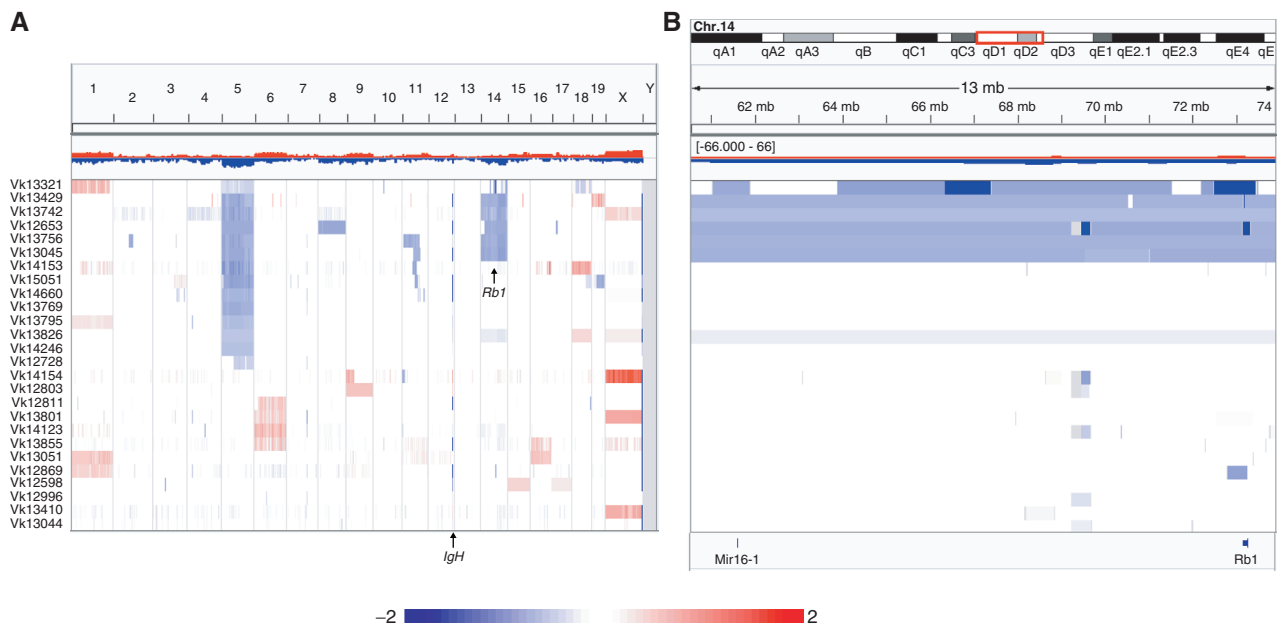 A
1 2 3 4 5 6 7 8 9 10 11 12 13 14 15 16 17 18 19 X Y
Vk13321
Vk13429
Vk13742
Vk12653
Vk13756
Vk13045
Vk14153
Vk15051
Vk14660
Vk13769
Vk13795
Vk13826
Vk14246
Vk12728
Vk14154
Vk12803
Vk12811
Vk13801
Vk14123
Vk13855
Vk13051
Vk12869
Vk12598
Vk12996
Vk13410
Vk13044
Rb1
IgH
B
Chr.14
qA1 qA2 qA3 qB qC1 qC3 qD1 qD2 qD3 qE1 qE2.1 qE2.3 qE4 qE
13 mb
62 mb 64 mb 66 mb 68 mb 70 mb 72 mb 74
[-66.000 - 66]
Mir16-1 Rb1
−2 2